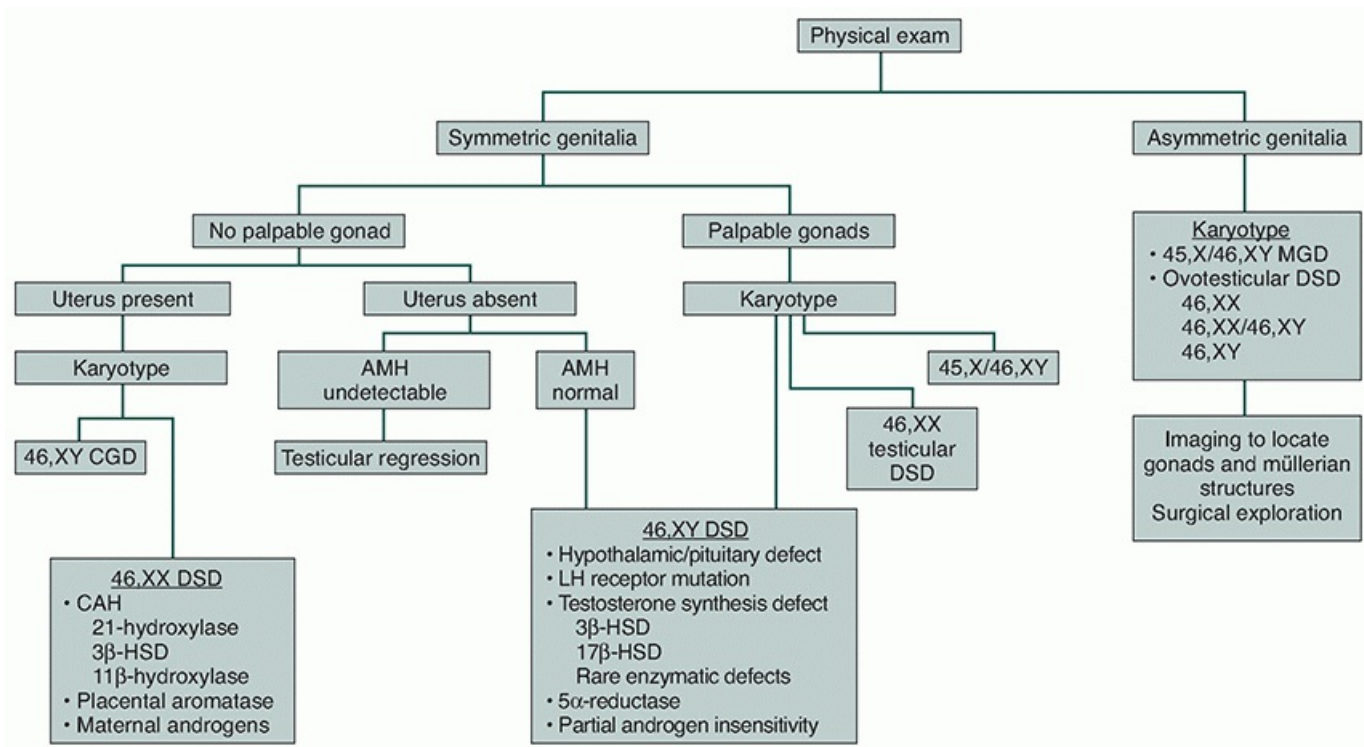 Physical exam
Symmetric genitalia
Asymmetric genitalia
No palpable gonad
Palpable gonads
Karyotype
• 45,X/46,XY MGD
• Ovotesticular DSD
46,XX
46,XX/46,XY
46,XY
Uterus present
Uterus absent
Karyotype
Karyotype
AMH
undetectable
AMH
normal
45,X/46,XY
46,XX
testicular
DSD
46,XY CGD
Testicular regression
Imaging to locate
gonads and müllerian
structures
Surgical exploration
46,XX DSD
• CAH
21-hydroxylase
3β-HSD
11β-hydroxylase
• Placental aromatase
• Maternal androgens
46,XY DSD
• Hypothalamic/pituitary defect
• LH receptor mutation
• Testosterone synthesis defect
3β-HSD
17β-HSD
Rare enzymatic defects
• 5α-reductase
• Partial androgen insensitivity